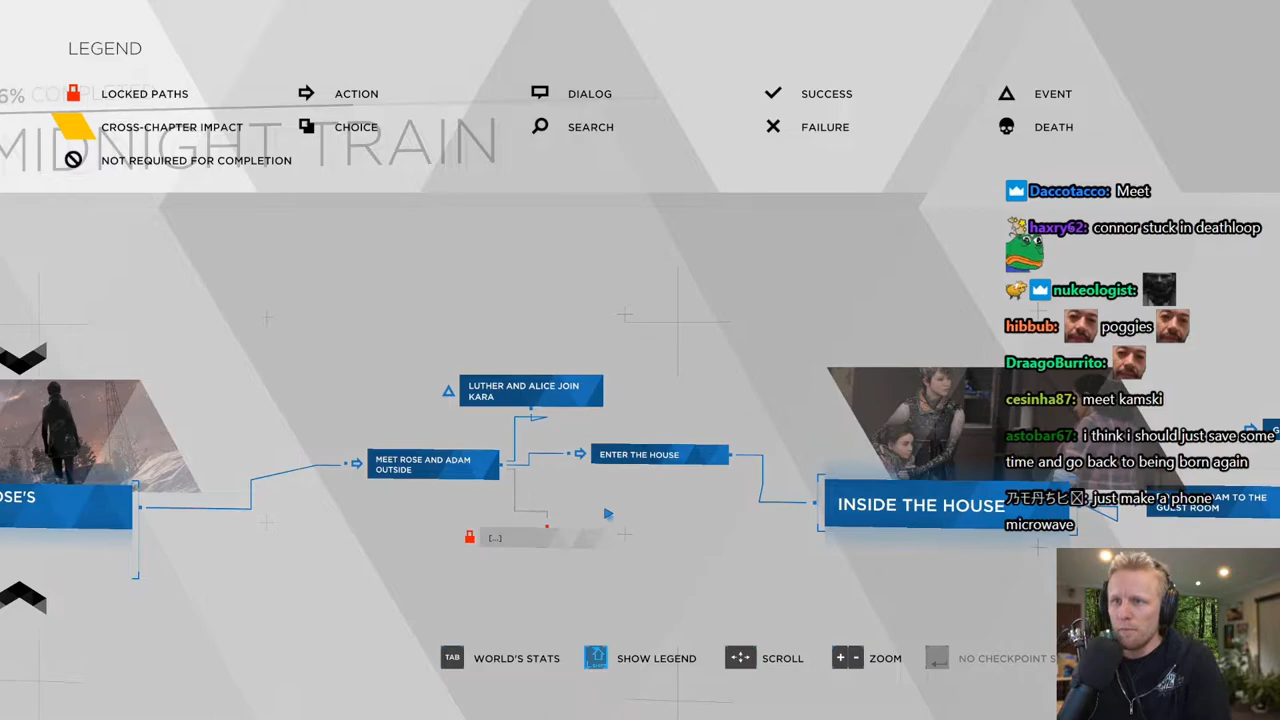 LEGEND
LOCKED PATHS
ACTION
DIALOG
SUCCESS
EVENT
CROSS-CHAPTER IMPACT
CHOICE
SEARCH
FAILURE
DEATH
NOT REQUIRED FOR COMPLETION
6%
MIDNIGHT TRAIN
Daccotacco: Meet
haxry62: connor stuck in deathloop
nukeologist:
hibbub: poggies
DraagoBurrito:
cesinha87: meet kamski
astobar67: i think i should just save some
time and go back to being born again
just make a phone
microwave
LUTHER AND ALICE JOIN
KARA
MEET ROSE AND ADAM
OUTSIDE
ENTER THE HOUSE
[...]
OSE'S
INSIDE THE HOUSE
TO THE
GUEST ROOM
TAB
WORLD'S STATS
SHOW LEGEND
SCROLL
+ -
ZOOM
NO CHECKPOINT S